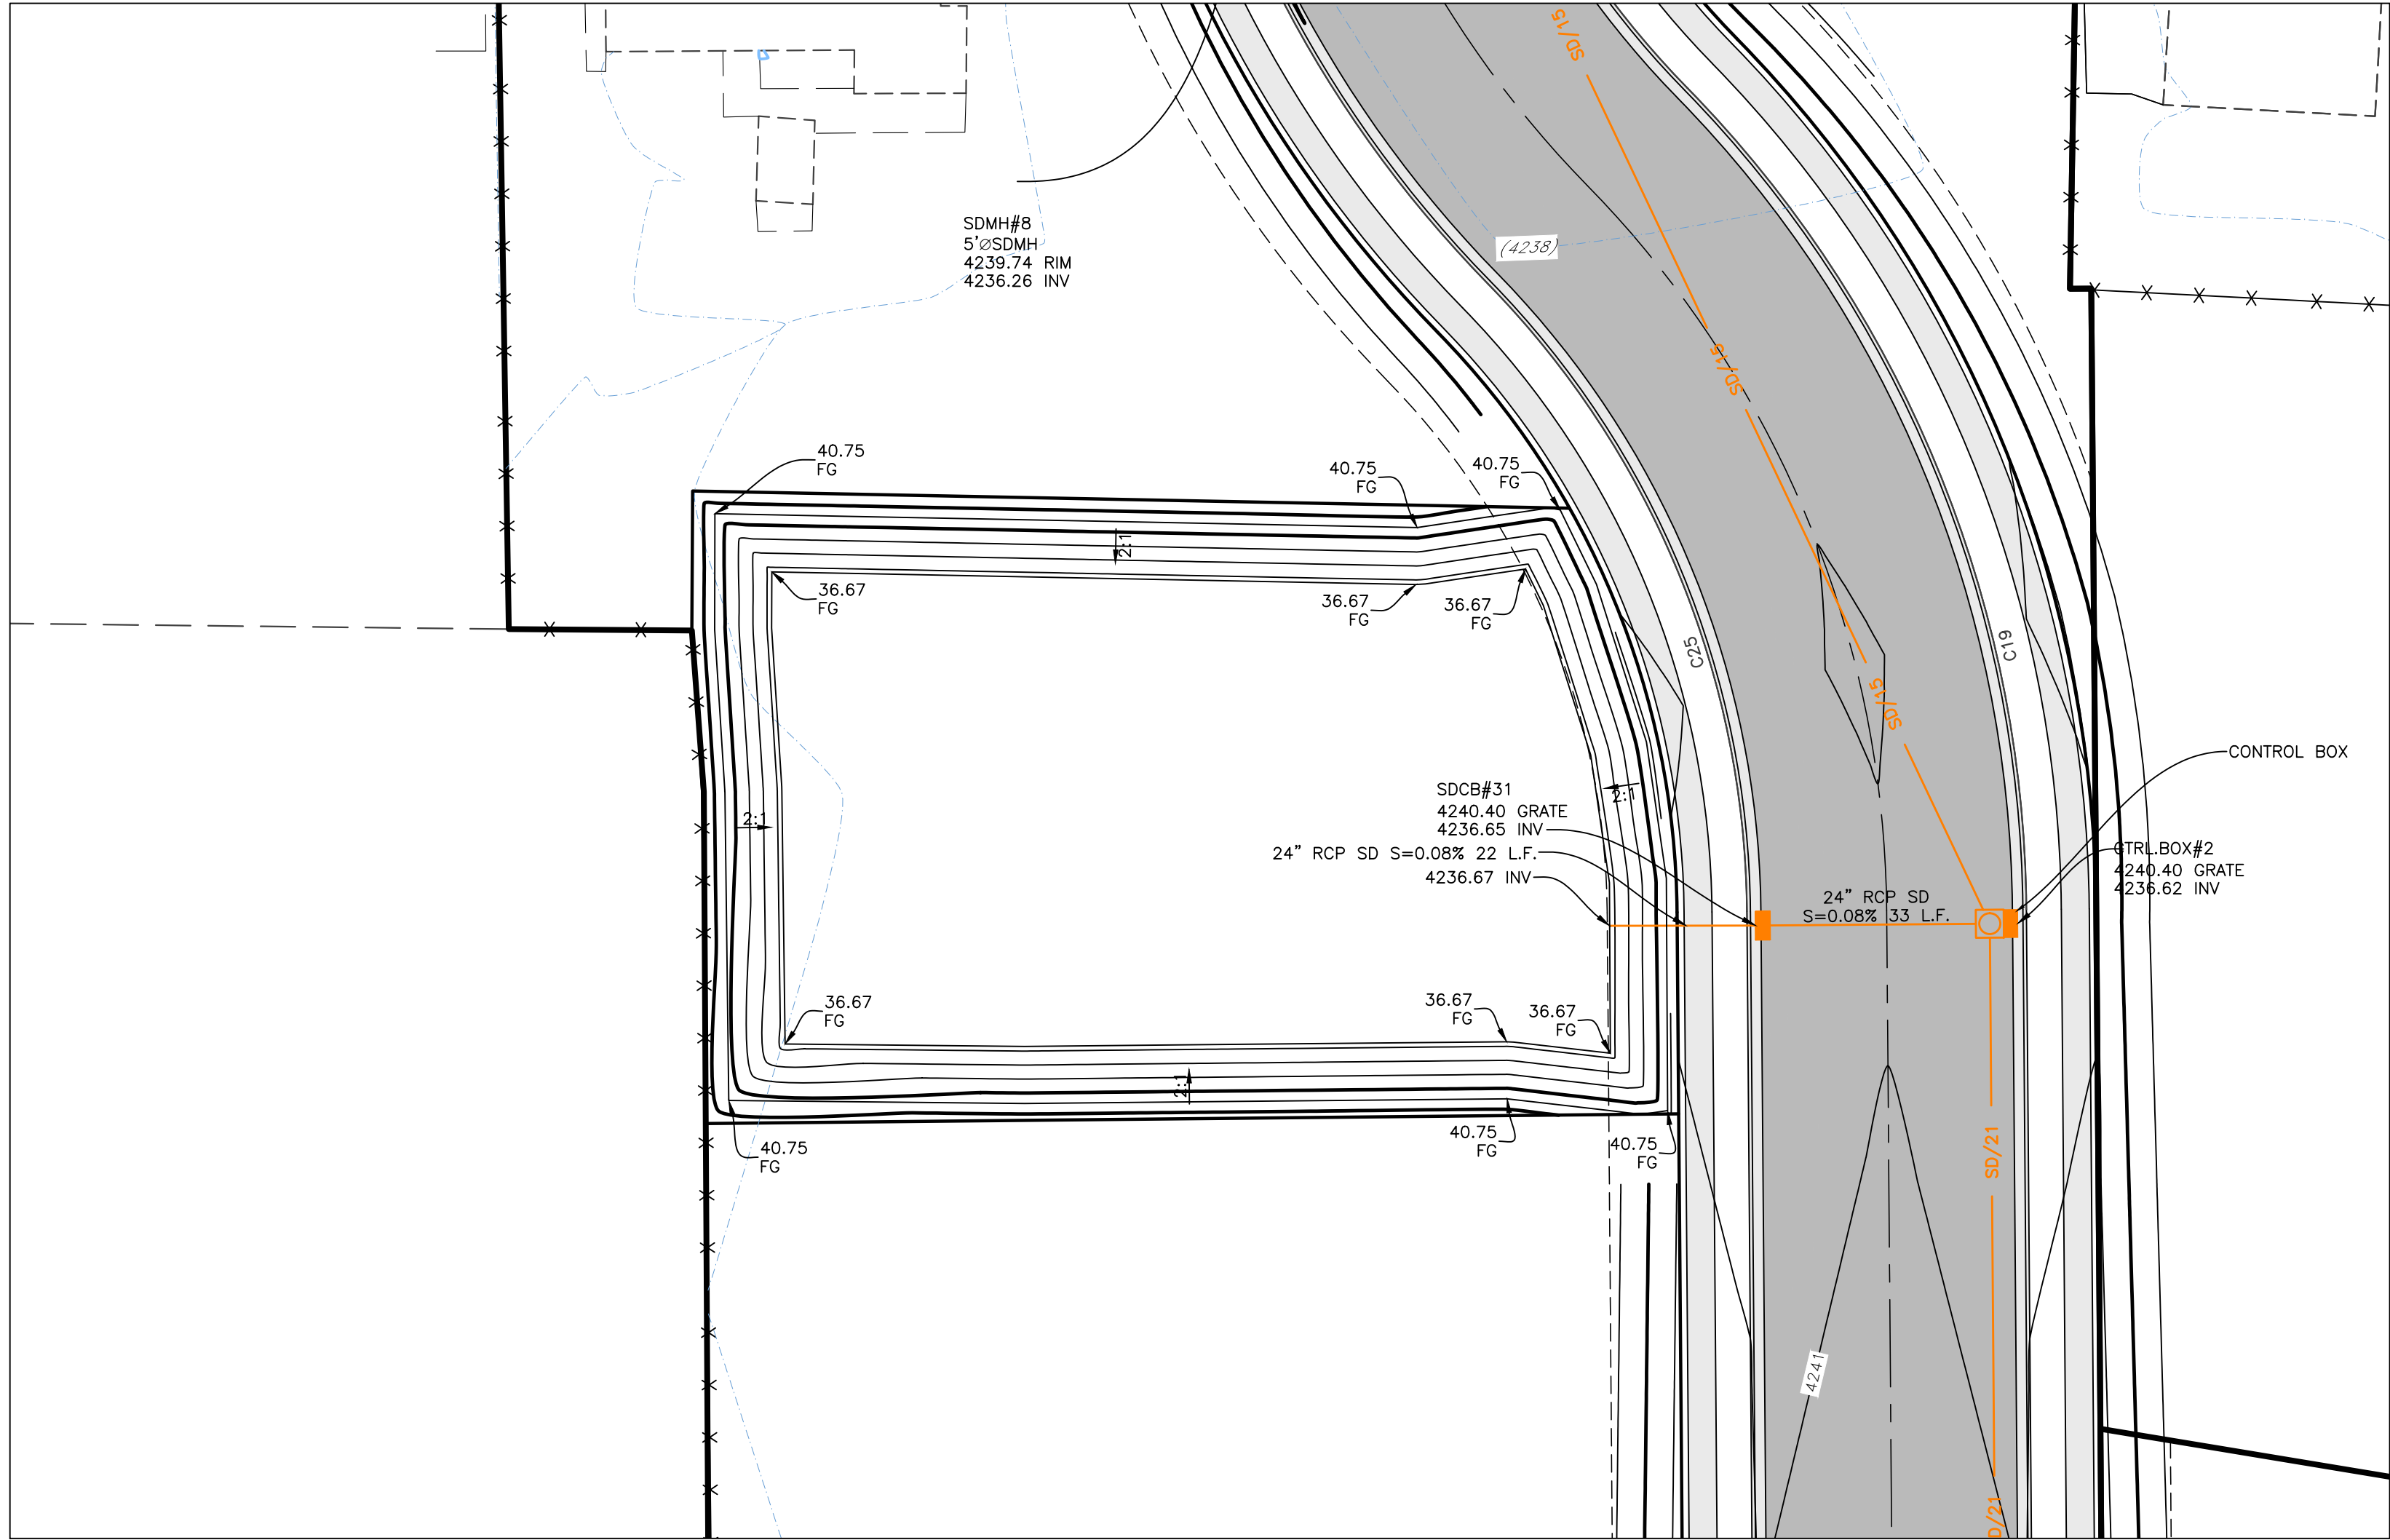 SD/15
SDMH#8
5'ØSDMH
4239.74 RIM
4236.26 INV
(4238)
SD/15
40.75
FG
40.75
FG
40.75
FG
2:1
36.67
FG
36.67
FG
36.67
FG
C25
C19
SD/15
CONTROL BOX
SDCB#31
4240.40 GRATE
4236.65 INV
24" RCP SD S=0.08% 22 L.F.
4236.67 INV
2:1
2:1
CTRL.BOX#2
4240.40 GRATE
4236.62 INV
24" RCP SD
S=0.08% 33 L.F.
36.67
FG
36.67
FG
36.67
FG
2:1
40.75
FG
40.75
FG
40.75
FG
SD/21
4241
D/21